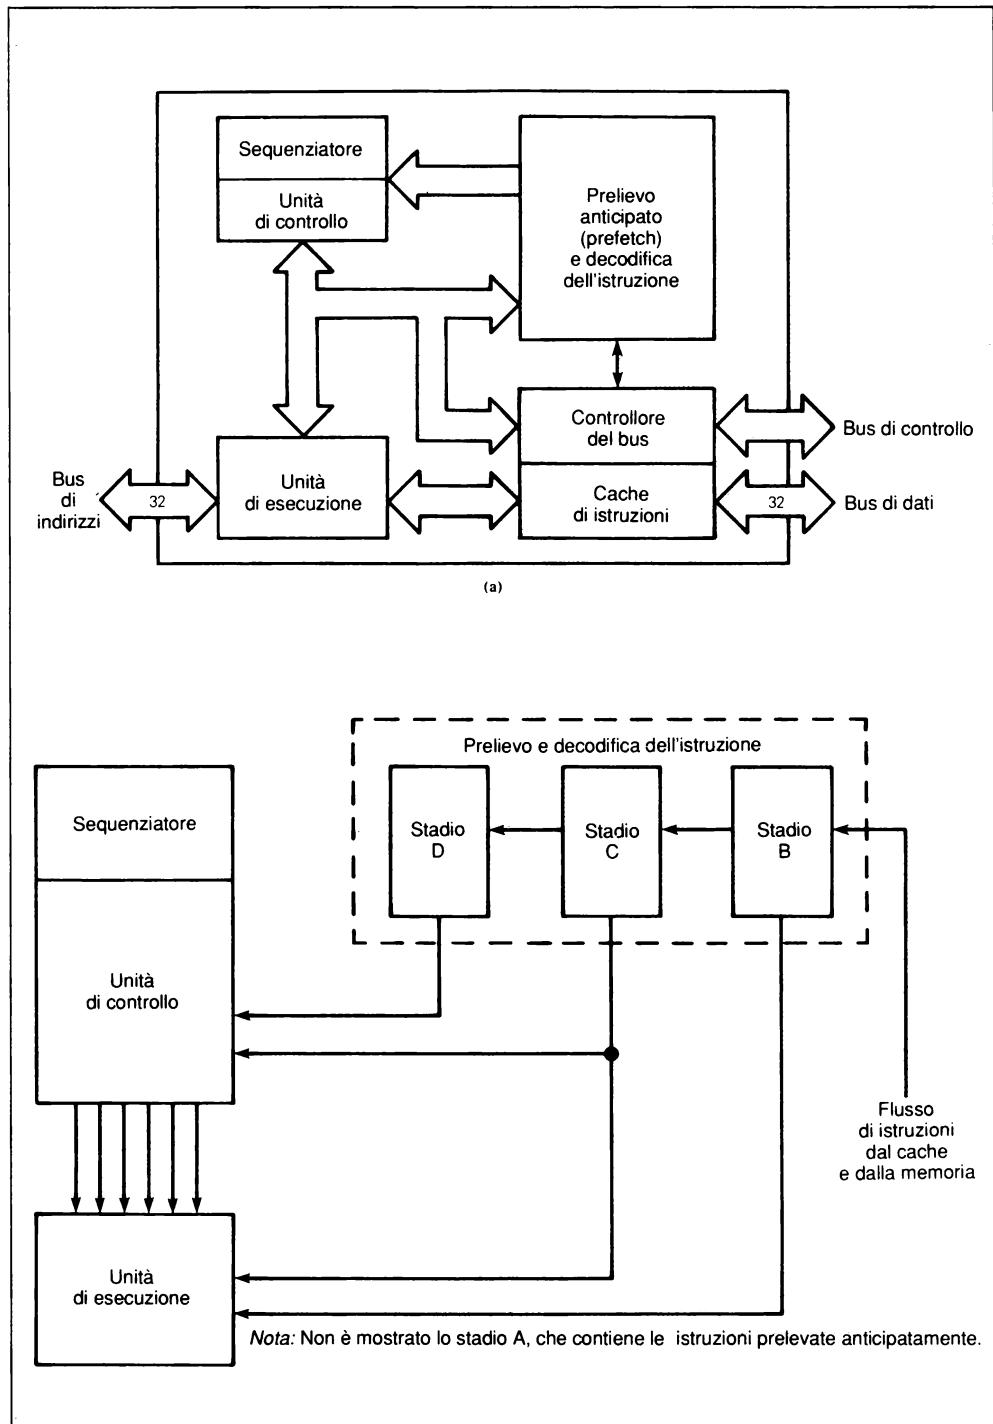 Sequenziatore
Unità
di controllo
Prelievo
anticipato
(prefetch)
e decodifica
dell'istruzione
Controllore
del bus
Bus di controllo
Bus
di
indirizzi
32
Unità
di esecuzione
Cache
di istruzioni
32
Bus di dati
(a)
Prelievo e decodifica dell'istruzione
Sequenziatore
Stadio
D
Stadio
C
Stadio
B
Unità
di controllo
Flusso
di istruzioni
dal cache
e dalla memoria
Unità
di esecuzione
Nota: Non è mostrato lo stadio A, che contiene le istruzioni prelevate anticipatamente.